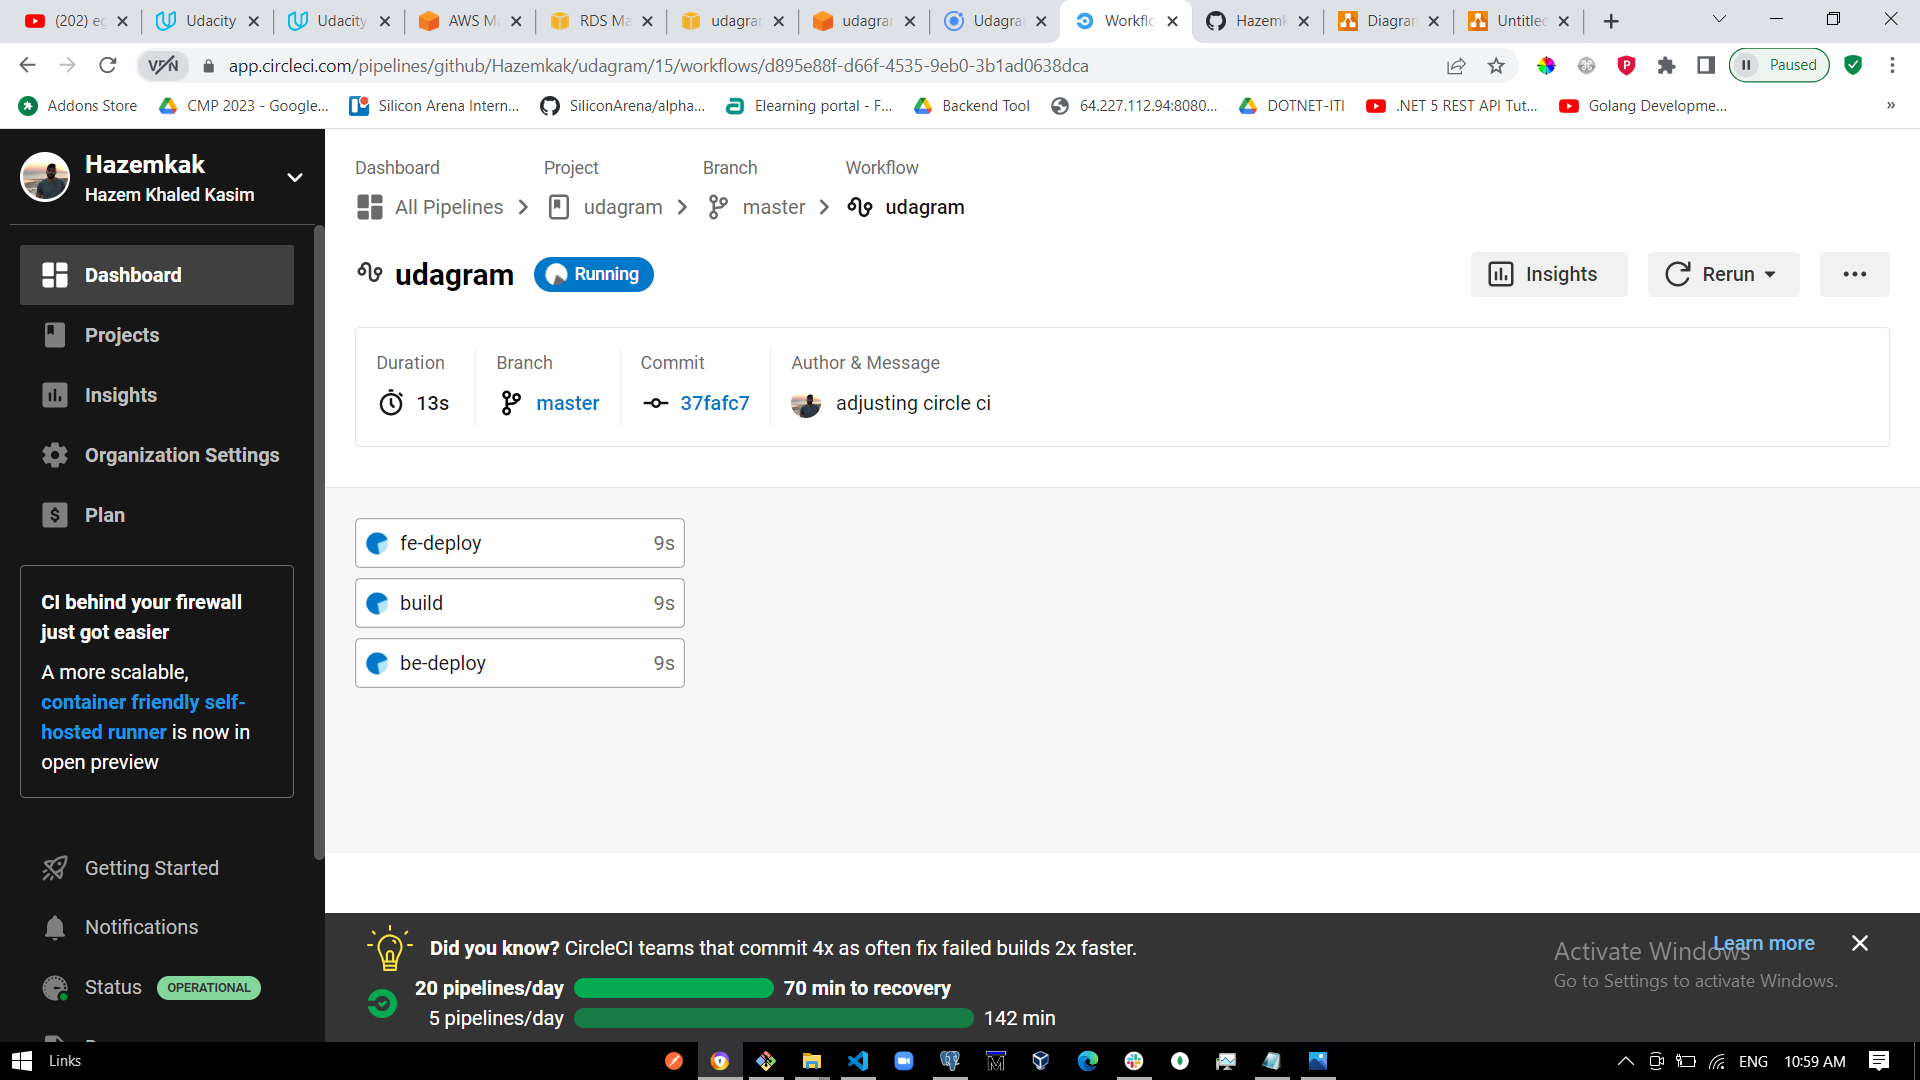 (202) eg
Udacity
Udacity
AWS Ma
RDS Ma
udagran
udagran
Udagran
Workflo
Hazemk
Diagram
Untitled
VPN
app.circleci.com/pipelines/github/Hazemkak/udagram/15/workflows/d895e88f-d66f-4535-9eb0-3b1ad0638dca
Paused
Addons Store
CMP 2023 - Google...
Silicon Arena Intern...
SiliconArena/alpha...
Elearning portal - F...
Backend Tool
64.227.112.94:8080...
DOTNET-ITI
.NET 5 REST API Tut...
Golang Developme...
»
Hazemkak
Hazem Khaled Kasim
Dashboard
Projects
Insights
Organization Settings
Plan
CI behind your firewall
just got easier
A more scalable,
container friendly self-
hosted runner is now in
open preview
Getting Started
Notifications
Status OPERATIONAL
Dashboard
Project
Branch
Workflow
All Pipelines
udagram
master
udagram
udagram
Running
Insights
Rerun
Duration
Branch
Commit
Author & Message
13s
master
37fafc7
adjusting circle ci
fe-deploy 9s
build 9s
be-deploy 9s
Did you know? CircleCI teams that commit 4x as often fix failed builds 2x faster.
20 pipelines/day 70 min to recovery
5 pipelines/day 142 min
Learn more
Activate Windows
Go to Settings to activate Windows.
Links
ENG
10:59 AM